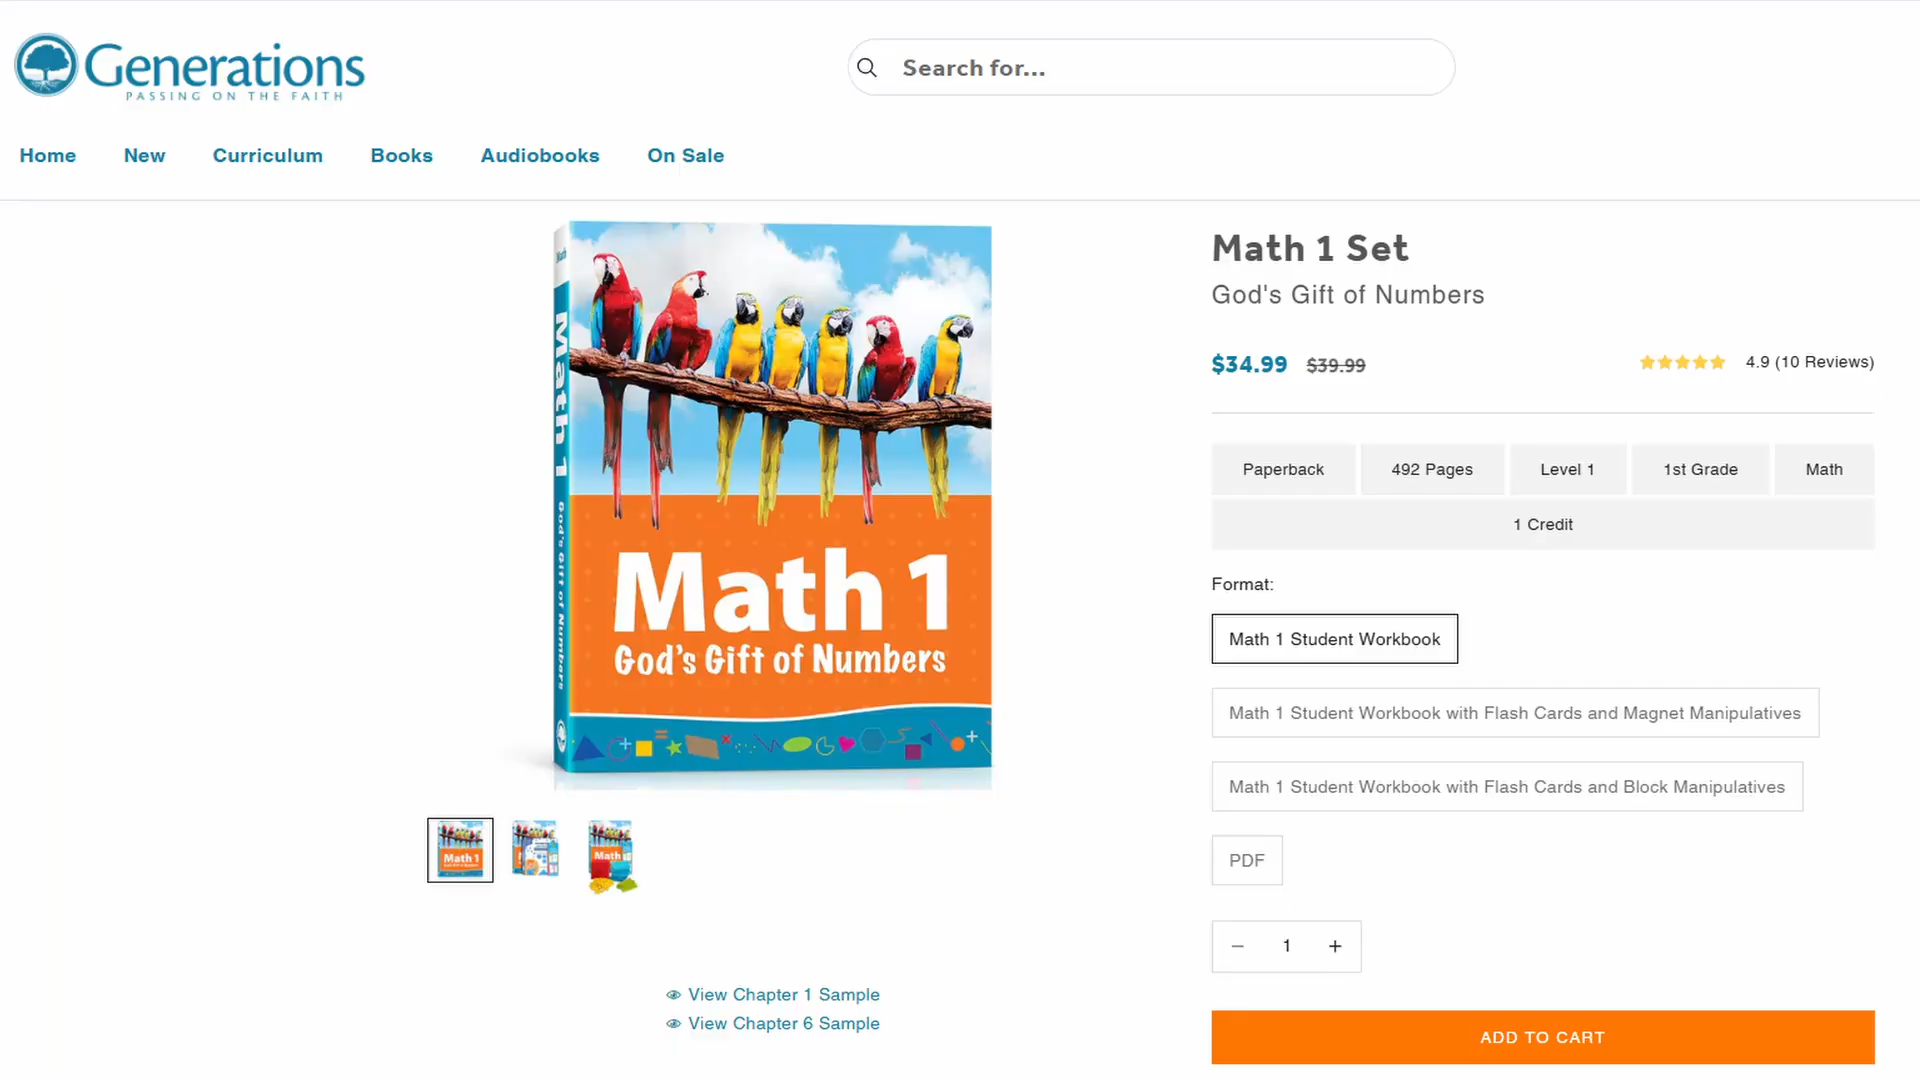 Generations
PASSING ON THE FAITH
Search for...
Home New Curriculum Books Audiobooks On Sale
Math 1 God's Gift of Numbers
Math 1
God's Gift of Numbers
Math 1 Set
God's Gift of Numbers
$34.99 $39.99 4.9 (10 Reviews)
Paperback 492 Pages Level 1 1st Grade Math
1 Credit
Format:
Math 1 Student Workbook
Math 1 Student Workbook with Flash Cards and Magnet Manipulatives
Math 1 Student Workbook with Flash Cards and Block Manipulatives
PDF
− 1 +
ADD TO CART
Math 1
Math
View Chapter 1 Sample
View Chapter 6 Sample